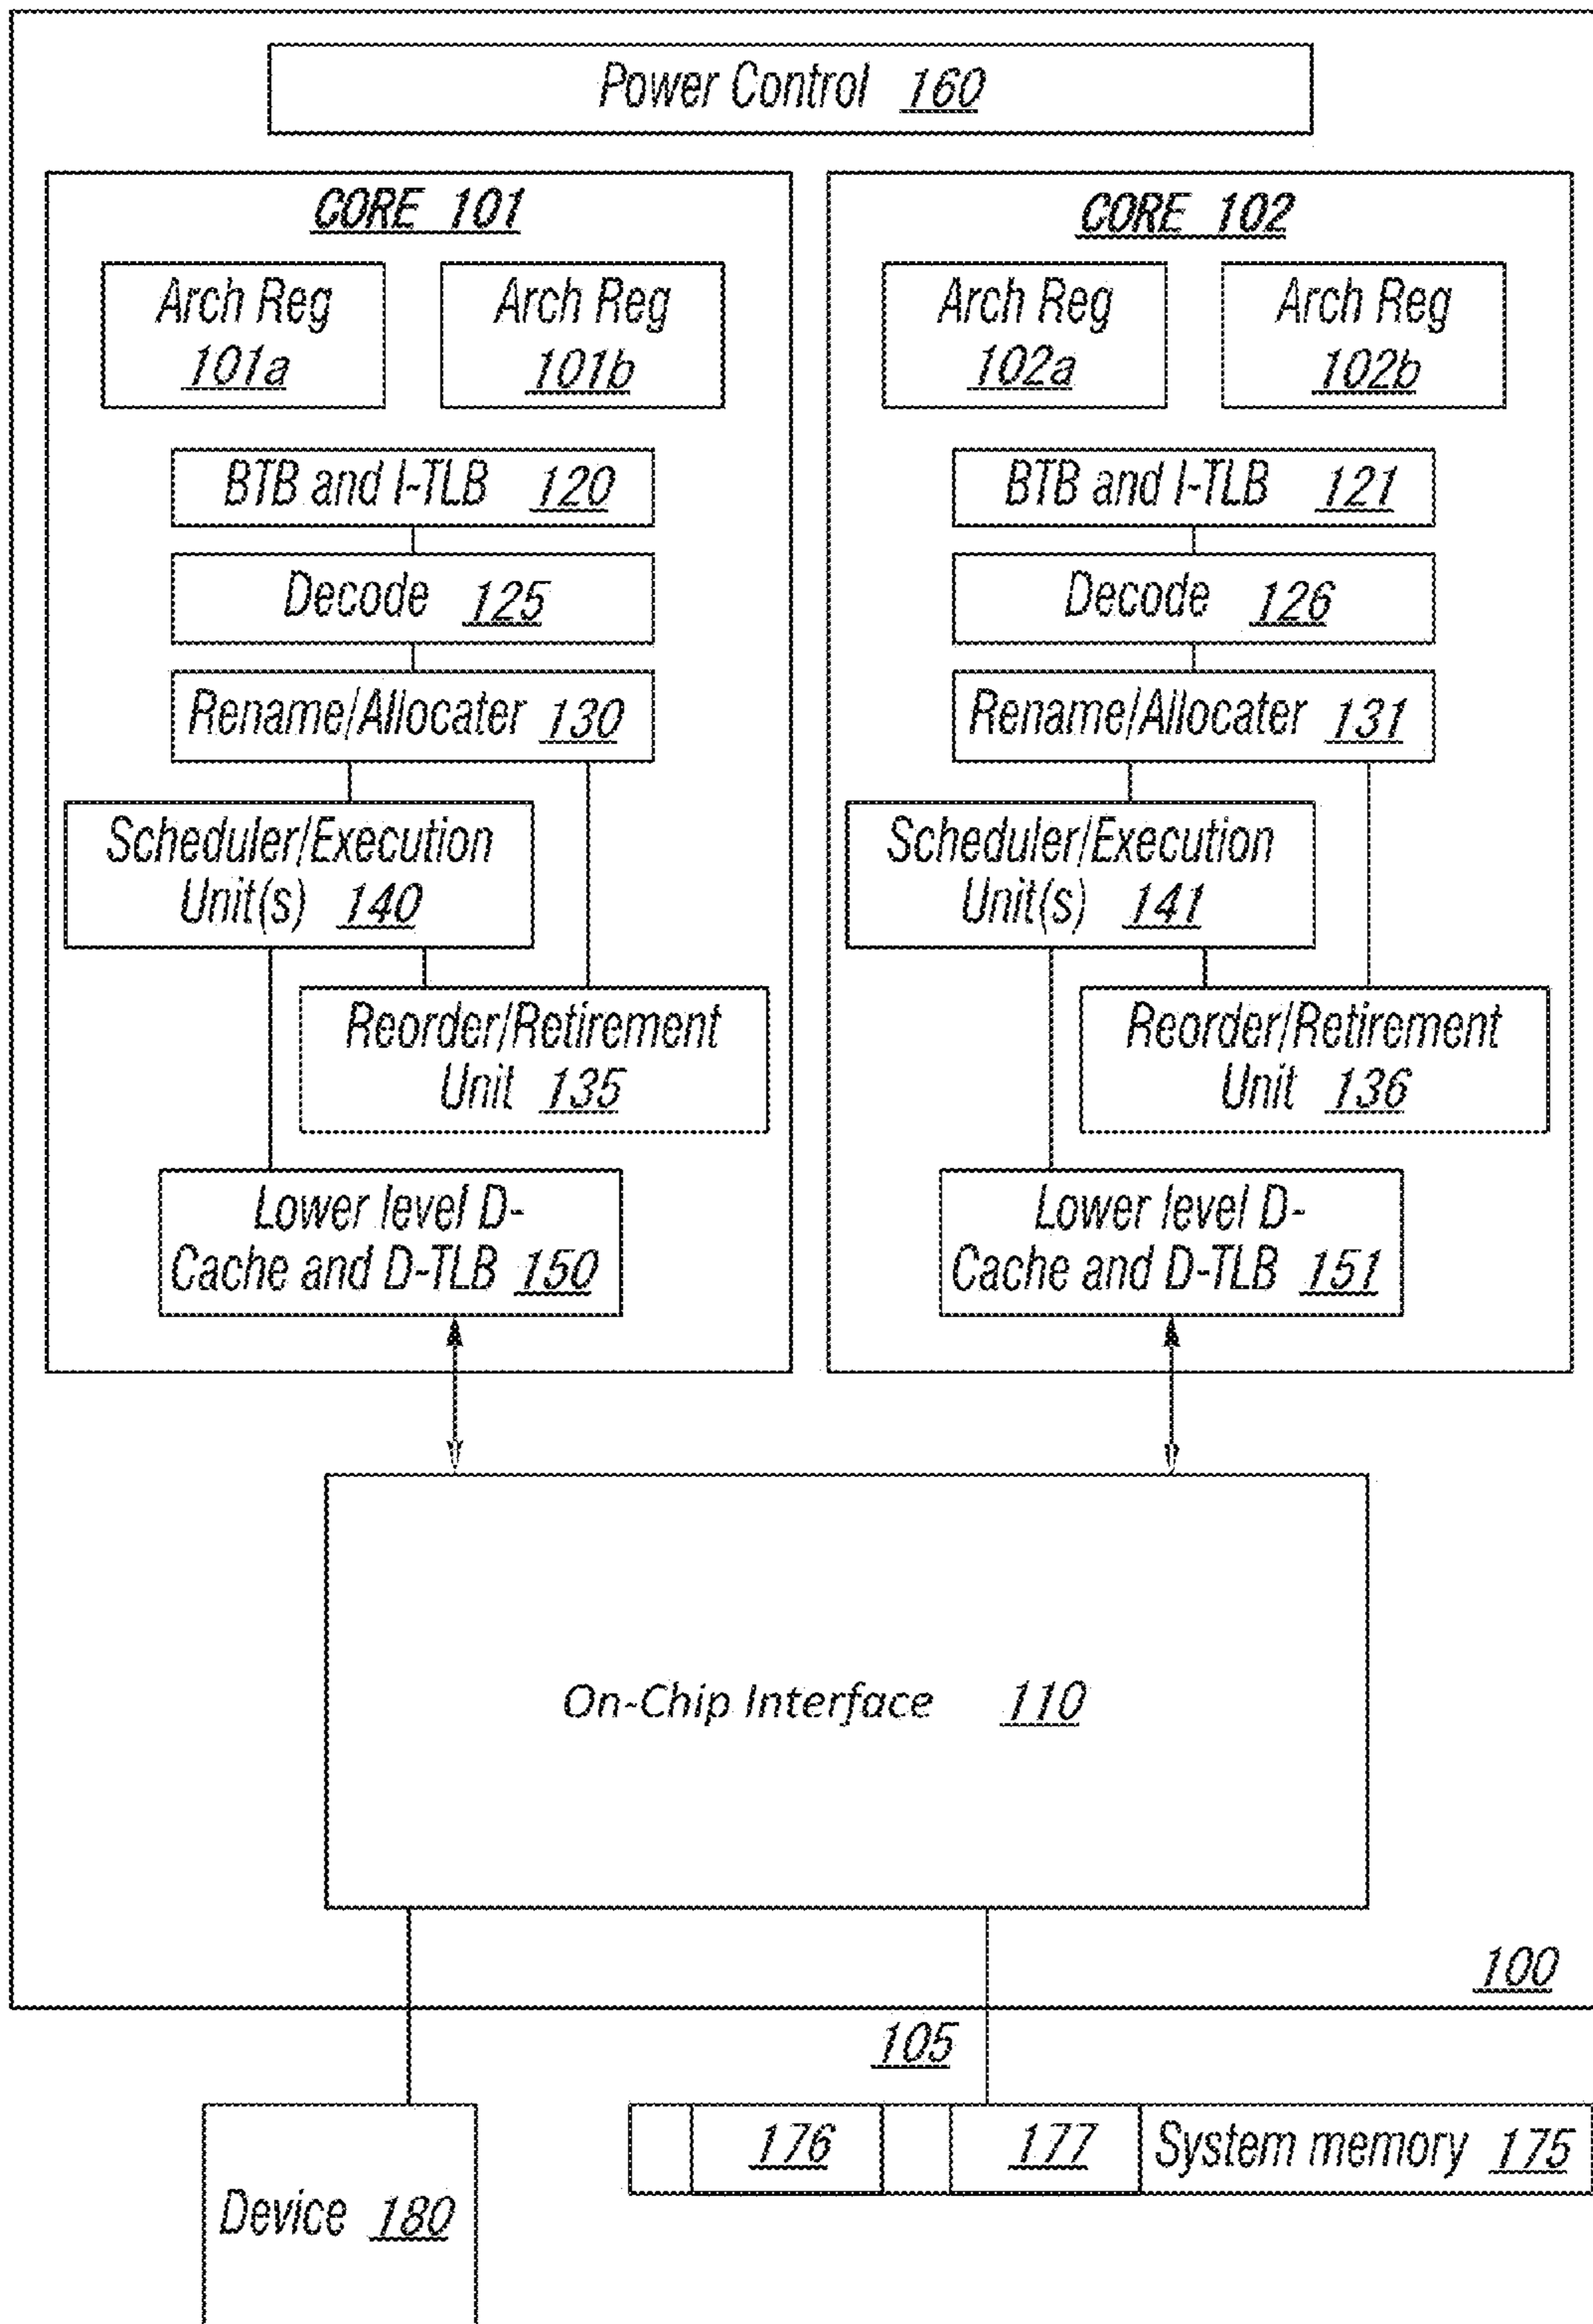 Power Control 160
CORE 101
Arch Reg
101a
Arch Reg
101b
BTB and I-TLB 120
Decode 125
Rename/Allocater 130
Scheduler/Execution
Unit(s) 140
Reorder/Retirement
Unit 135
Lower level D-
Cache and D-TLB 150
CORE 102
Arch Reg
102a
Arch Reg
102b
BTB and I-TLB 121
Decode 126
Rename/Allocater 131
Scheduler/Execution
Unit(s) 141
Reorder/Retirement
Unit 136
Lower level D-
Cache and D-TLB 151
On-Chip Interface 110
100
105
176
177
System memory 175
Device 180